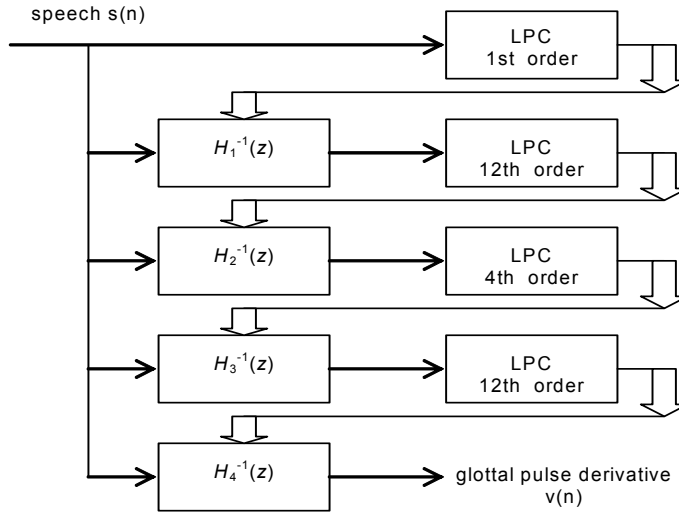 speech s(n)
LPC
1st order
H₁⁻¹(z)
LPC
12th order
H₂⁻¹(z)
LPC
4th order
H₃⁻¹(z)
LPC
12th order
H₄⁻¹(z)
glottal pulse derivative
v(n)